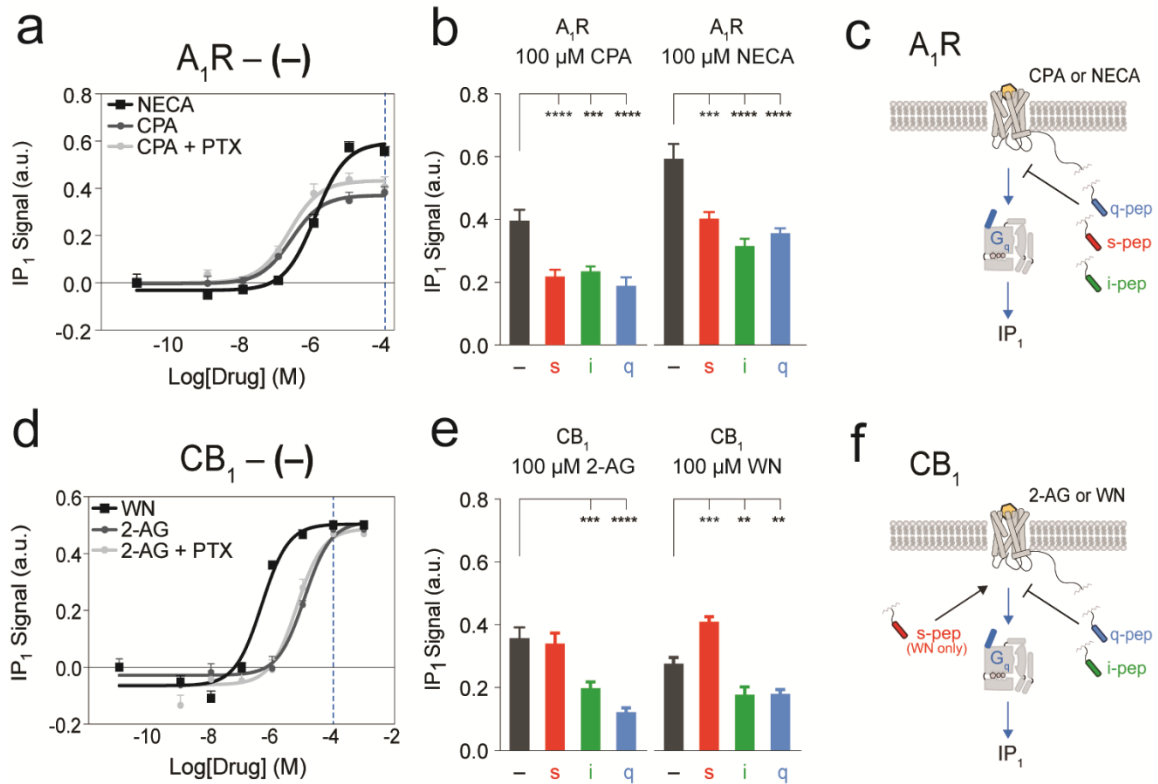 a
A₁R – (–)
NECA
CPA
CPA + PTX
0.8
0.6
0.4
0.2
0.0
-0.2
IP₁ Signal (a.u.)
-10 -8 -6 -4
Log[Drug] (M)
b
A₁R
100 µM CPA
A₁R
100 µM NECA
**** *** ****
*** **** ****
0.8
0.6
0.4
0.2
0.0
IP₁ Signal (a.u.)
– s i q
– s i q
c
A₁R
CPA or NECA
q-pep
s-pep
i-pep
Gq
IP₁
d
CB₁ – (–)
WN
2-AG
2-AG + PTX
0.6
0.4
0.2
0.0
-0.2
IP₁ Signal (a.u.)
-10 -8 -6 -4 -2
Log[Drug] (M)
e
CB₁
100 µM 2-AG
CB₁
100 µM WN
*** ****
*** ** **
0.8
0.6
0.4
0.2
0.0
IP₁ Signal (a.u.)
– s i q
– s i q
f
CB₁
2-AG or WN
s-pep
(WN only)
q-pep
i-pep
Gq
IP₁